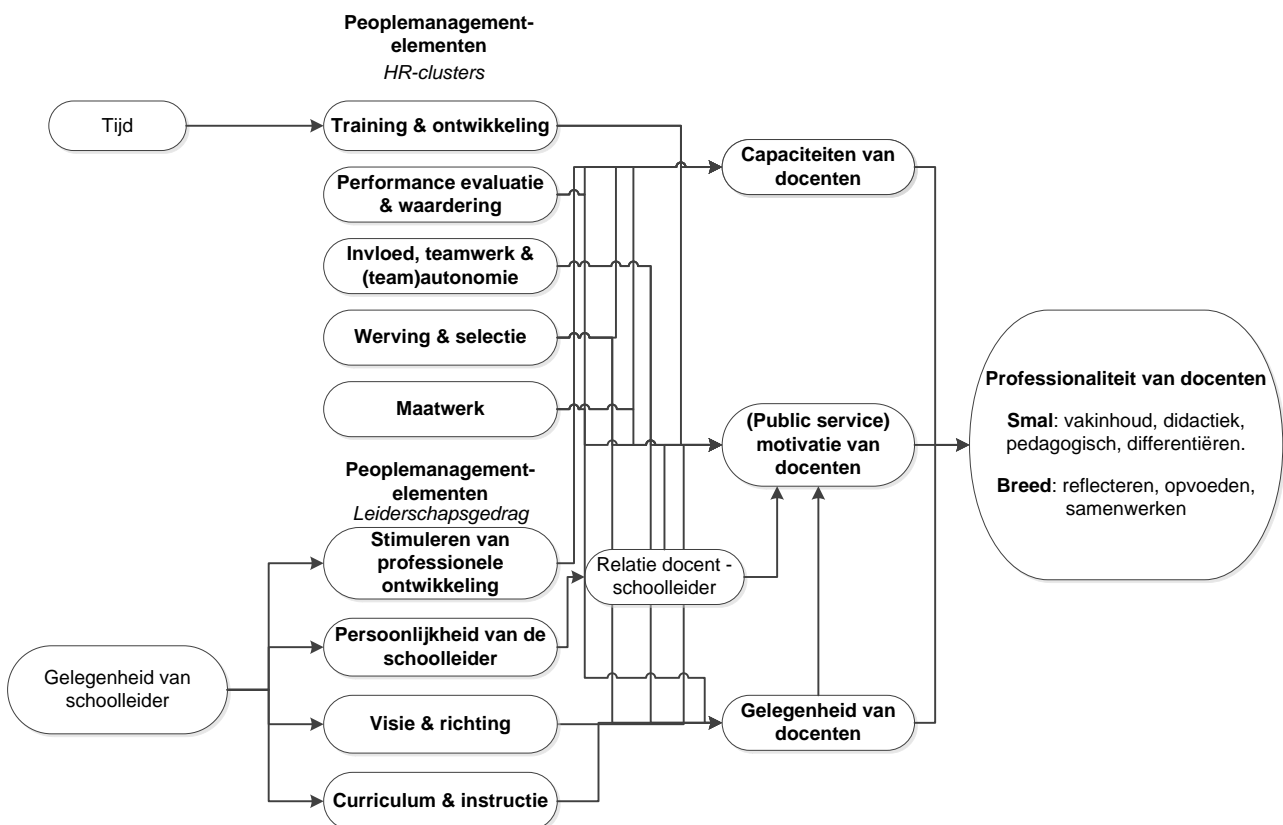 Peoplemanagement-
elementen
HR-clusters
Tijd
Training & ontwikkeling
Performance evaluatie
& waardering
Invloed, teamwerk &
(team)autonomie
Werving & selectie
Maatwerk
Peoplemanagement-
elementen
Leiderschapsgedrag
Stimuleren van
professionele
ontwikkeling
Persoonlijkheid van de
schoolleider
Visie & richting
Curriculum & instructie
Gelegenheid van
schoolleider
Relatie docent -
schoolleider
Capaciteiten van
docenten
(Public service)
motivatie van
docenten
Gelegenheid van
docenten
Professionaliteit van docenten
Smal: vakinhoud, didactiek,
pedagogisch, differentiëren.
Breed: reflecteren, opvoeden,
samenwerken